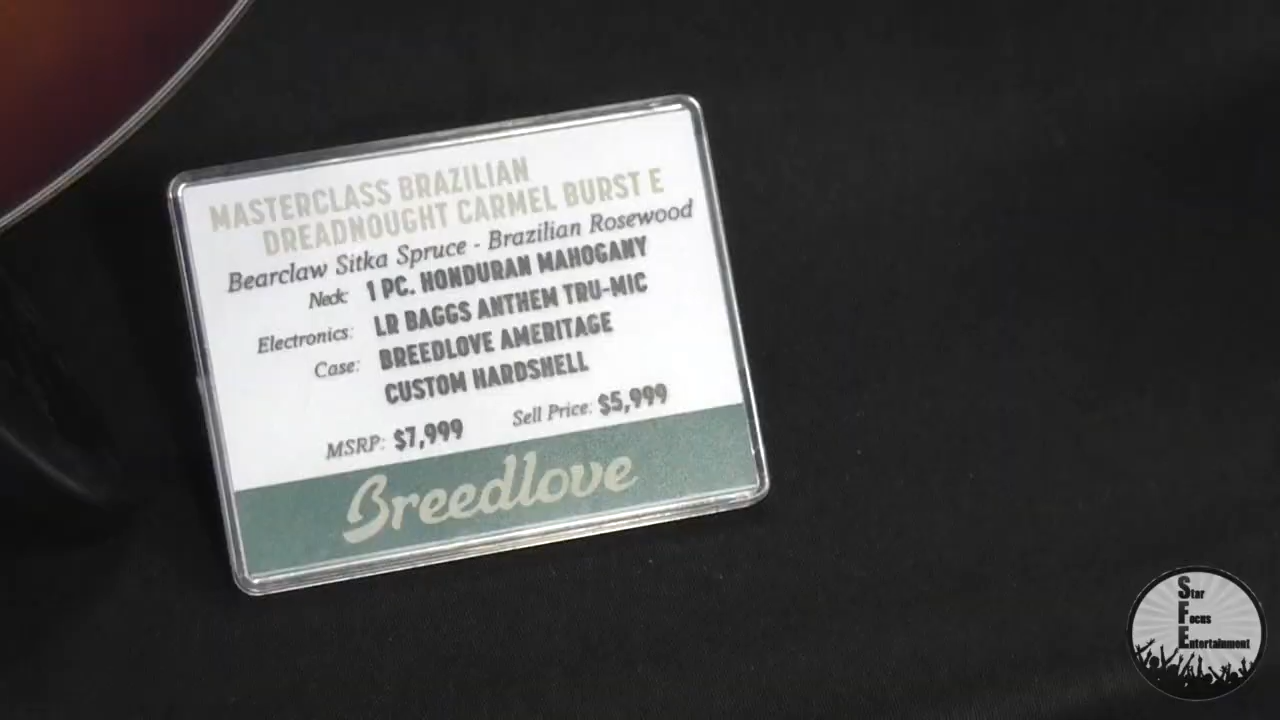 MASTERCLASS BRAZILIAN
DREADNOUGHT CARMEL BURST E
Bearclaw Sitka Spruce - Brazilian Rosewood
Neck: 1 PC. HONDURAN MAHOGANY
Electronics: LR BAGGS ANTHEM TRU-MIC
Case: BREEDLOVE AMERITAGE
CUSTOM HARDSHELL
MSRP: $7,999 Sell Price: $5,999
Breedlove
Star
Focus
Entertainment